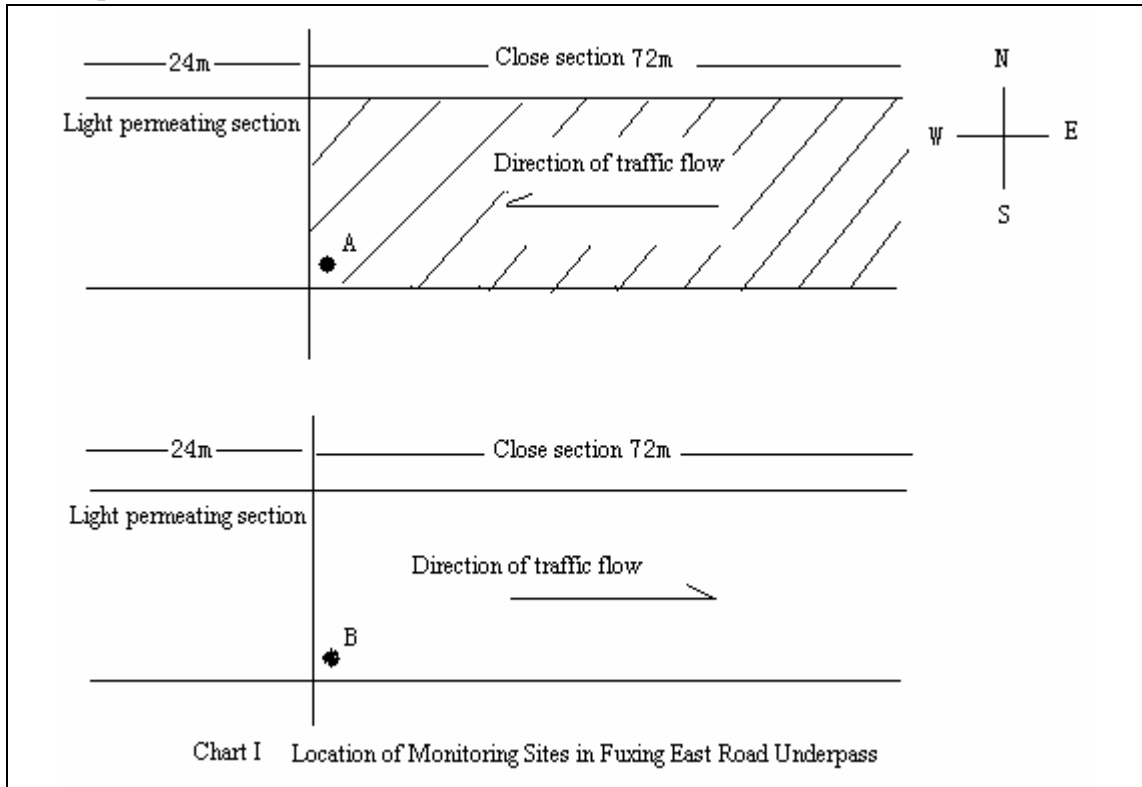 24m
Close section 72m
N
Light permeating section
W
E
Direction of traffic flow
S
A
24m
Close section 72m
Light permeating section
Direction of traffic flow
B
Chart I Location of Monitoring Sites in Fuxing East Road Underpass